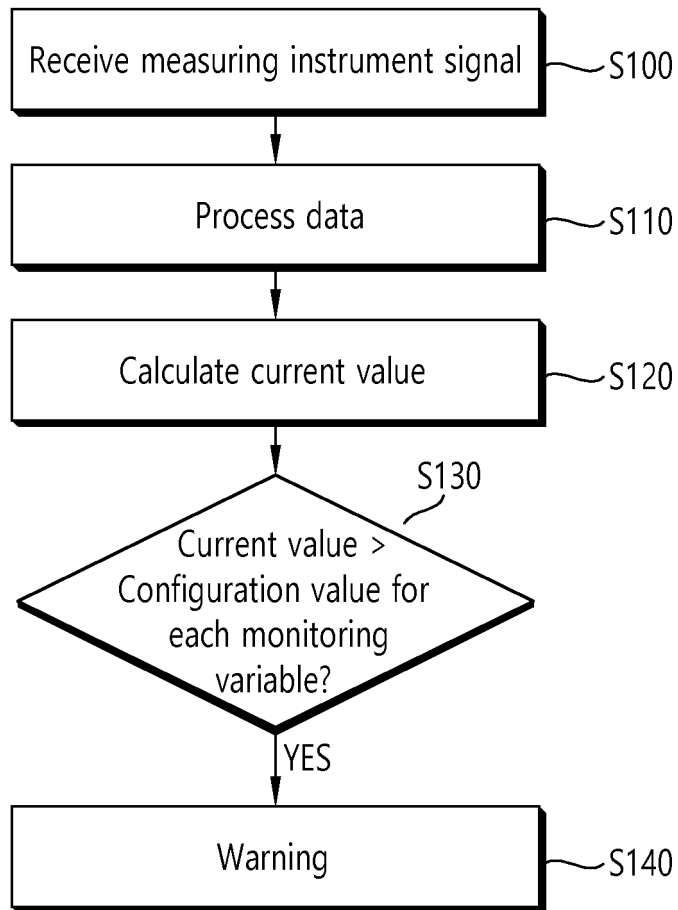 Receive measuring instrument signal
S100
Process data
S110
Calculate current value
S120
S130
Current value >
Configuration value for
each monitoring
variable?
YES
Warning
S140